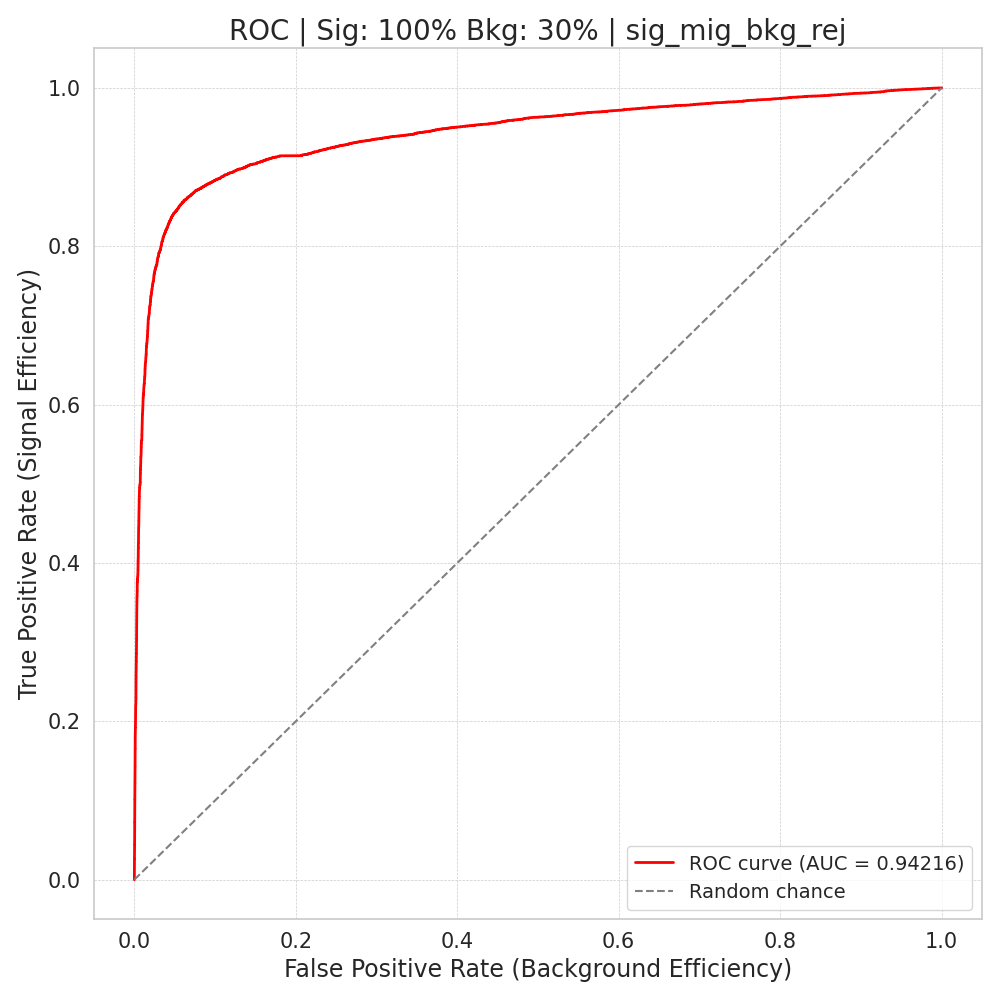 ROC | Sig: 100% Bkg: 30% | sig_mig_bkg_rej
True Positive Rate (Signal Efficiency)
1.0
0.8
0.6
0.4
0.2
0.0
ROC curve (AUC = 0.94216)
Random chance
0.0 0.2 0.4 0.6 0.8 1.0
False Positive Rate (Background Efficiency)